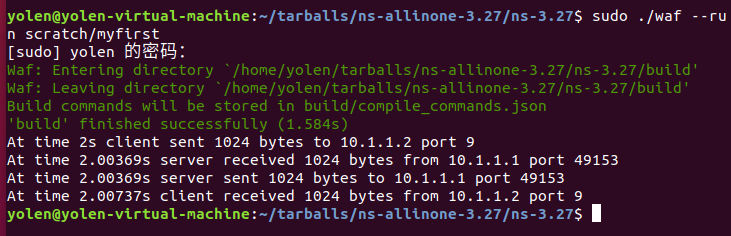 yolen@yolen-virtual-machine:~/tarballs/ns-allinone-3.27/ns-3.27$ sudo ./waf --ru
n scratch/myfirst
[sudo] yolen 的密码：
Waf: Entering directory `/home/yolen/tarballs/ns-allinone-3.27/ns-3.27/build'
Waf: Leaving directory `/home/yolen/tarballs/ns-allinone-3.27/ns-3.27/build'
Build commands will be stored in build/compile_commands.json
'build' finished successfully (1.584s)
At time 2s client sent 1024 bytes to 10.1.1.2 port 9
At time 2.00369s server received 1024 bytes from 10.1.1.1 port 49153
At time 2.00369s server sent 1024 bytes to 10.1.1.1 port 49153
At time 2.00737s client received 1024 bytes from 10.1.1.2 port 9
yolen@yolen-virtual-machine:~/tarballs/ns-allinone-3.27/ns-3.27$